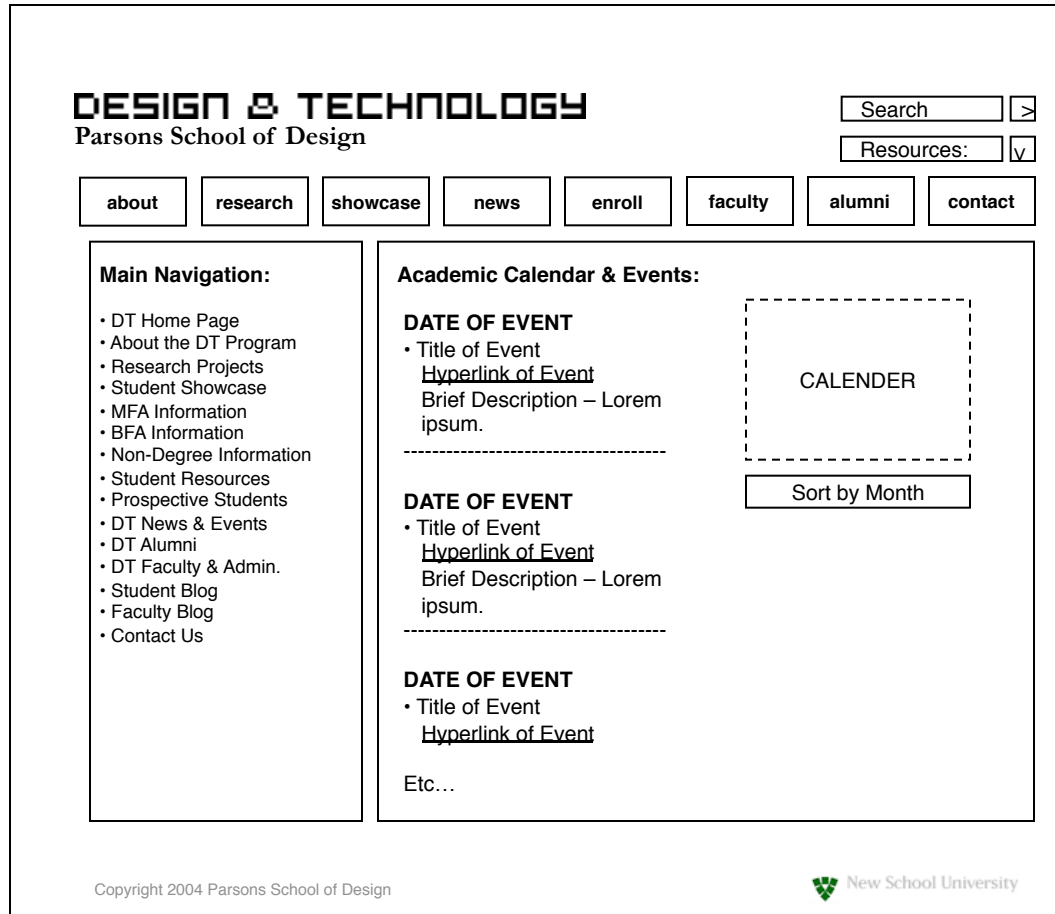 DESIGN & TECHNOLOGY
Parsons School of Design
Search >
Resources: v
about research showcase news enroll faculty alumni contact
Main Navigation:
• DT Home Page
• About the DT Program
• Research Projects
• Student Showcase
• MFA Information
• BFA Information
• Non-Degree Information
• Student Resources
• Prospective Students
• DT News & Events
• DT Alumni
• DT Faculty & Admin.
• Student Blog
• Faculty Blog
• Contact Us
Academic Calendar & Events:
DATE OF EVENT
• Title of Event
Hyperlink of Event
Brief Description – Lorem
ipsum.
-------------------------------------
DATE OF EVENT
• Title of Event
Hyperlink of Event
Brief Description – Lorem
ipsum.
-------------------------------------
DATE OF EVENT
• Title of Event
Hyperlink of Event
Etc…
CALENDER
Sort by Month
Copyright 2004 Parsons School of Design
New School University